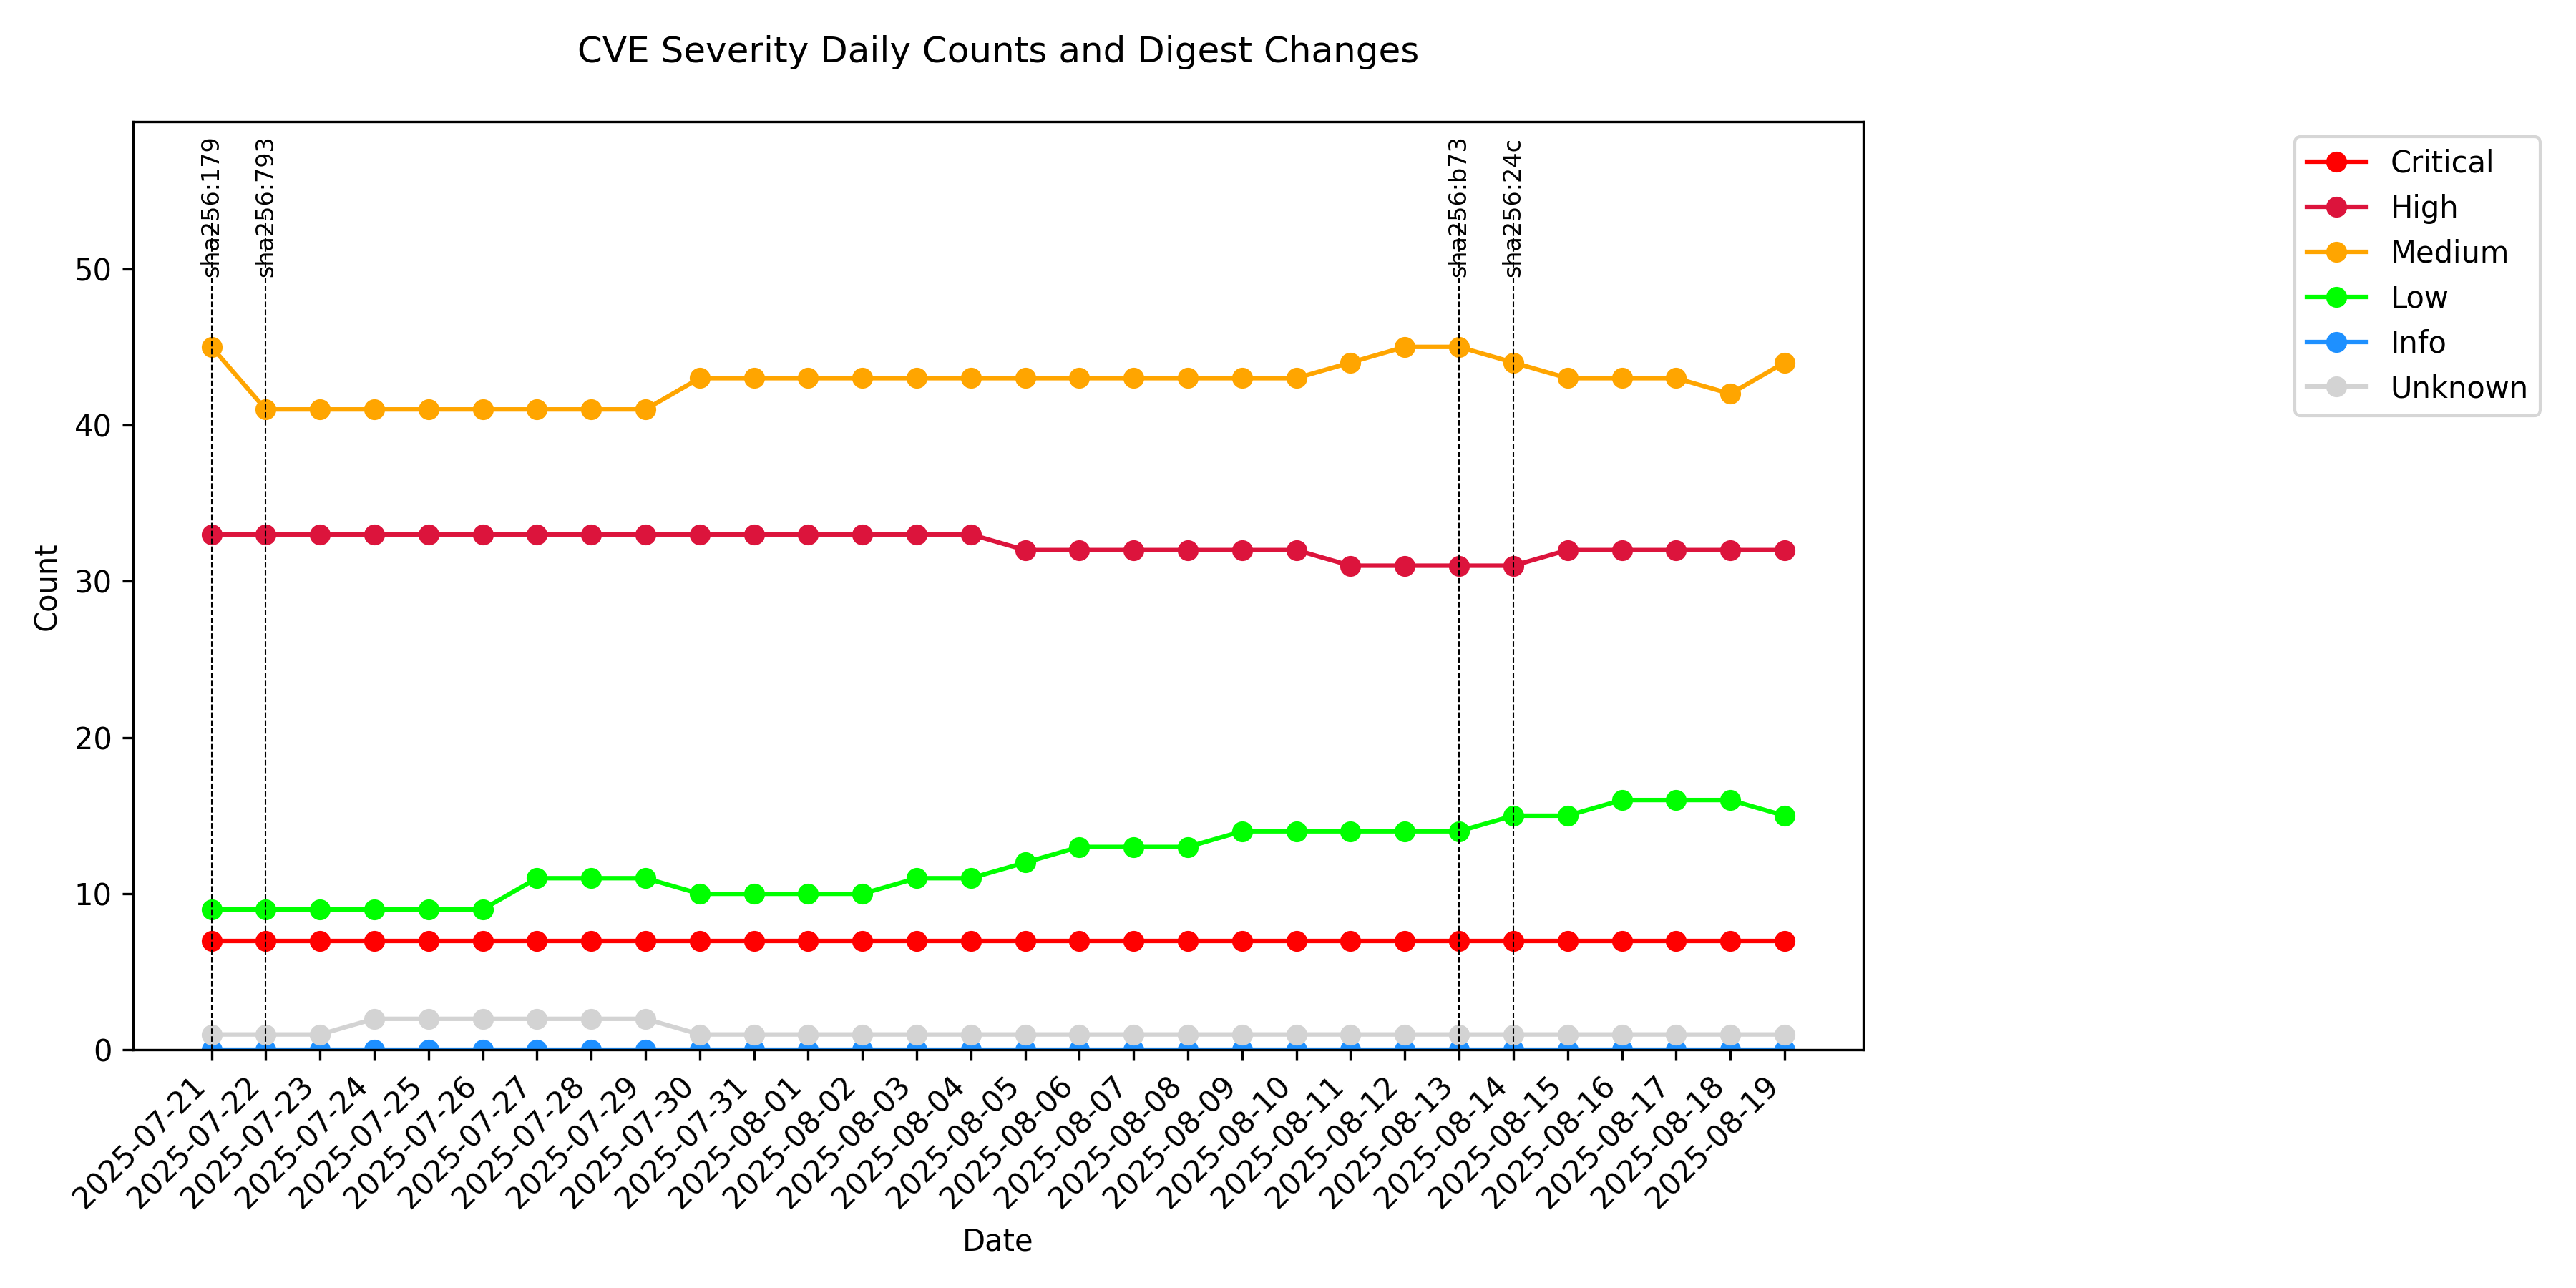 CVE Severity Daily Counts and Digest Changes
sha256:179
sha256:793
sha256:b73
sha256:24c
Critical
High
Medium
Low
Info
Unknown
Count
50
40
30
20
10
0
2025-07-21
2025-07-22
2025-07-23
2025-07-24
2025-07-25
2025-07-26
2025-07-27
2025-07-28
2025-07-29
2025-07-30
2025-07-31
2025-08-01
2025-08-02
2025-08-03
2025-08-04
2025-08-05
2025-08-06
2025-08-07
2025-08-08
2025-08-09
2025-08-10
2025-08-11
2025-08-12
2025-08-13
2025-08-14
2025-08-15
2025-08-16
2025-08-17
2025-08-18
2025-08-19
Date